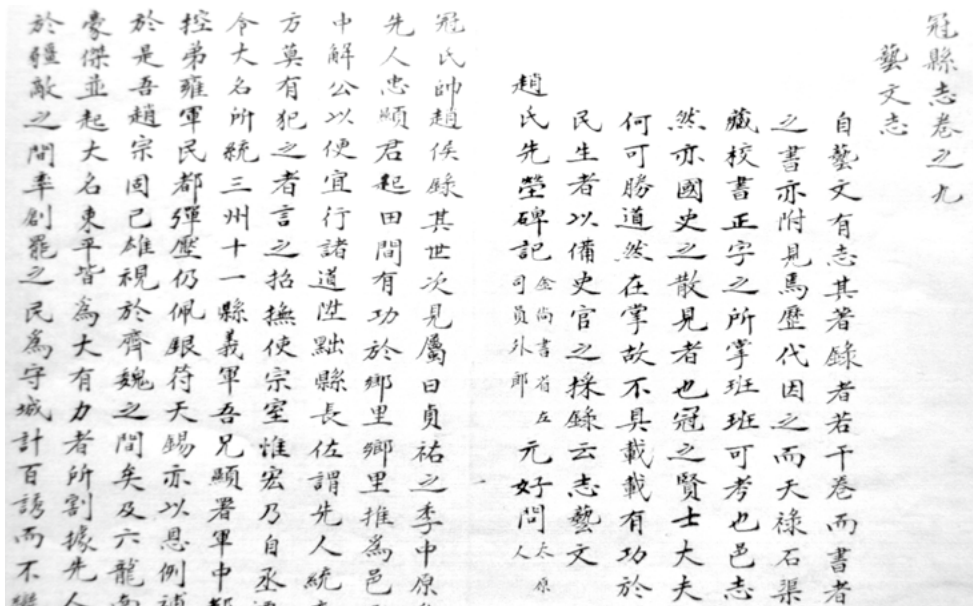 冠縣志卷之九
藝文志
自藝文有志其著錄者若干卷而書者
之書亦附見焉歷代因之而天祿石渠
藏校書正字之所掌班班可考也邑志
然亦國史之散見者也冠之賢士大夫
何可勝道然在掌故不具載載有功於
民生者以備史官之採錄云志藝文
趙氏先塋碑記 金尚書省左司員外郎 元好問 太原人
冠氏帥趙侯錄其世次見屬曰貞祐之季中原
先人忠顯君起田間有功於鄉里鄉里推為邑
中解公以便宜行諸道陞黜縣長佐謂先人統
方莫有犯之者言之招撫使宗室惟宏乃自丞
令大名所統三州十一縣義軍吾兄顯署軍中都
控弟雍軍民都彈壓仍佩銀符天錫亦以恩例補
於是吾趙宗固已雄視於齊魏之間矣及六龍南
豪傑並起大名東平皆為大有力者所割據先人
於疆敵之間率創罷之民為守城計百謫而不